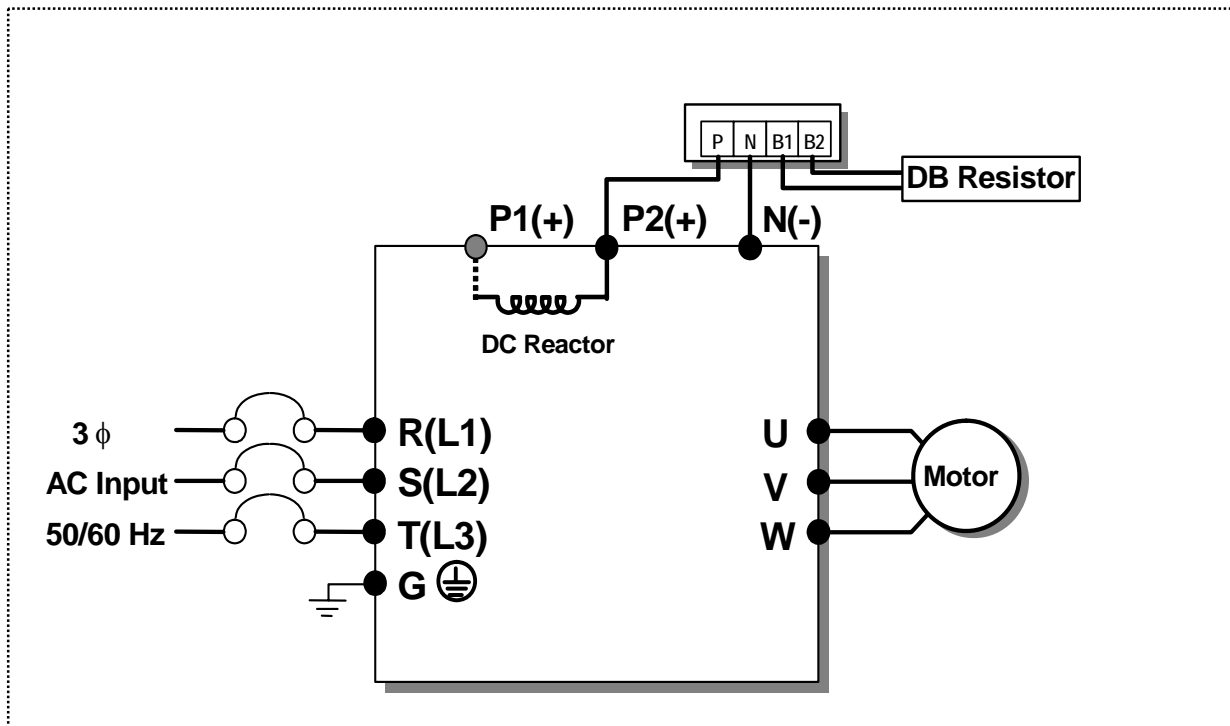 P N B1 B2
DB Resistor
P1(+) P2(+) N(-)
DC Reactor
3 ϕ
R(L1)
U
AC Input
S(L2)
V
Motor
50/60 Hz
T(L3)
W
G